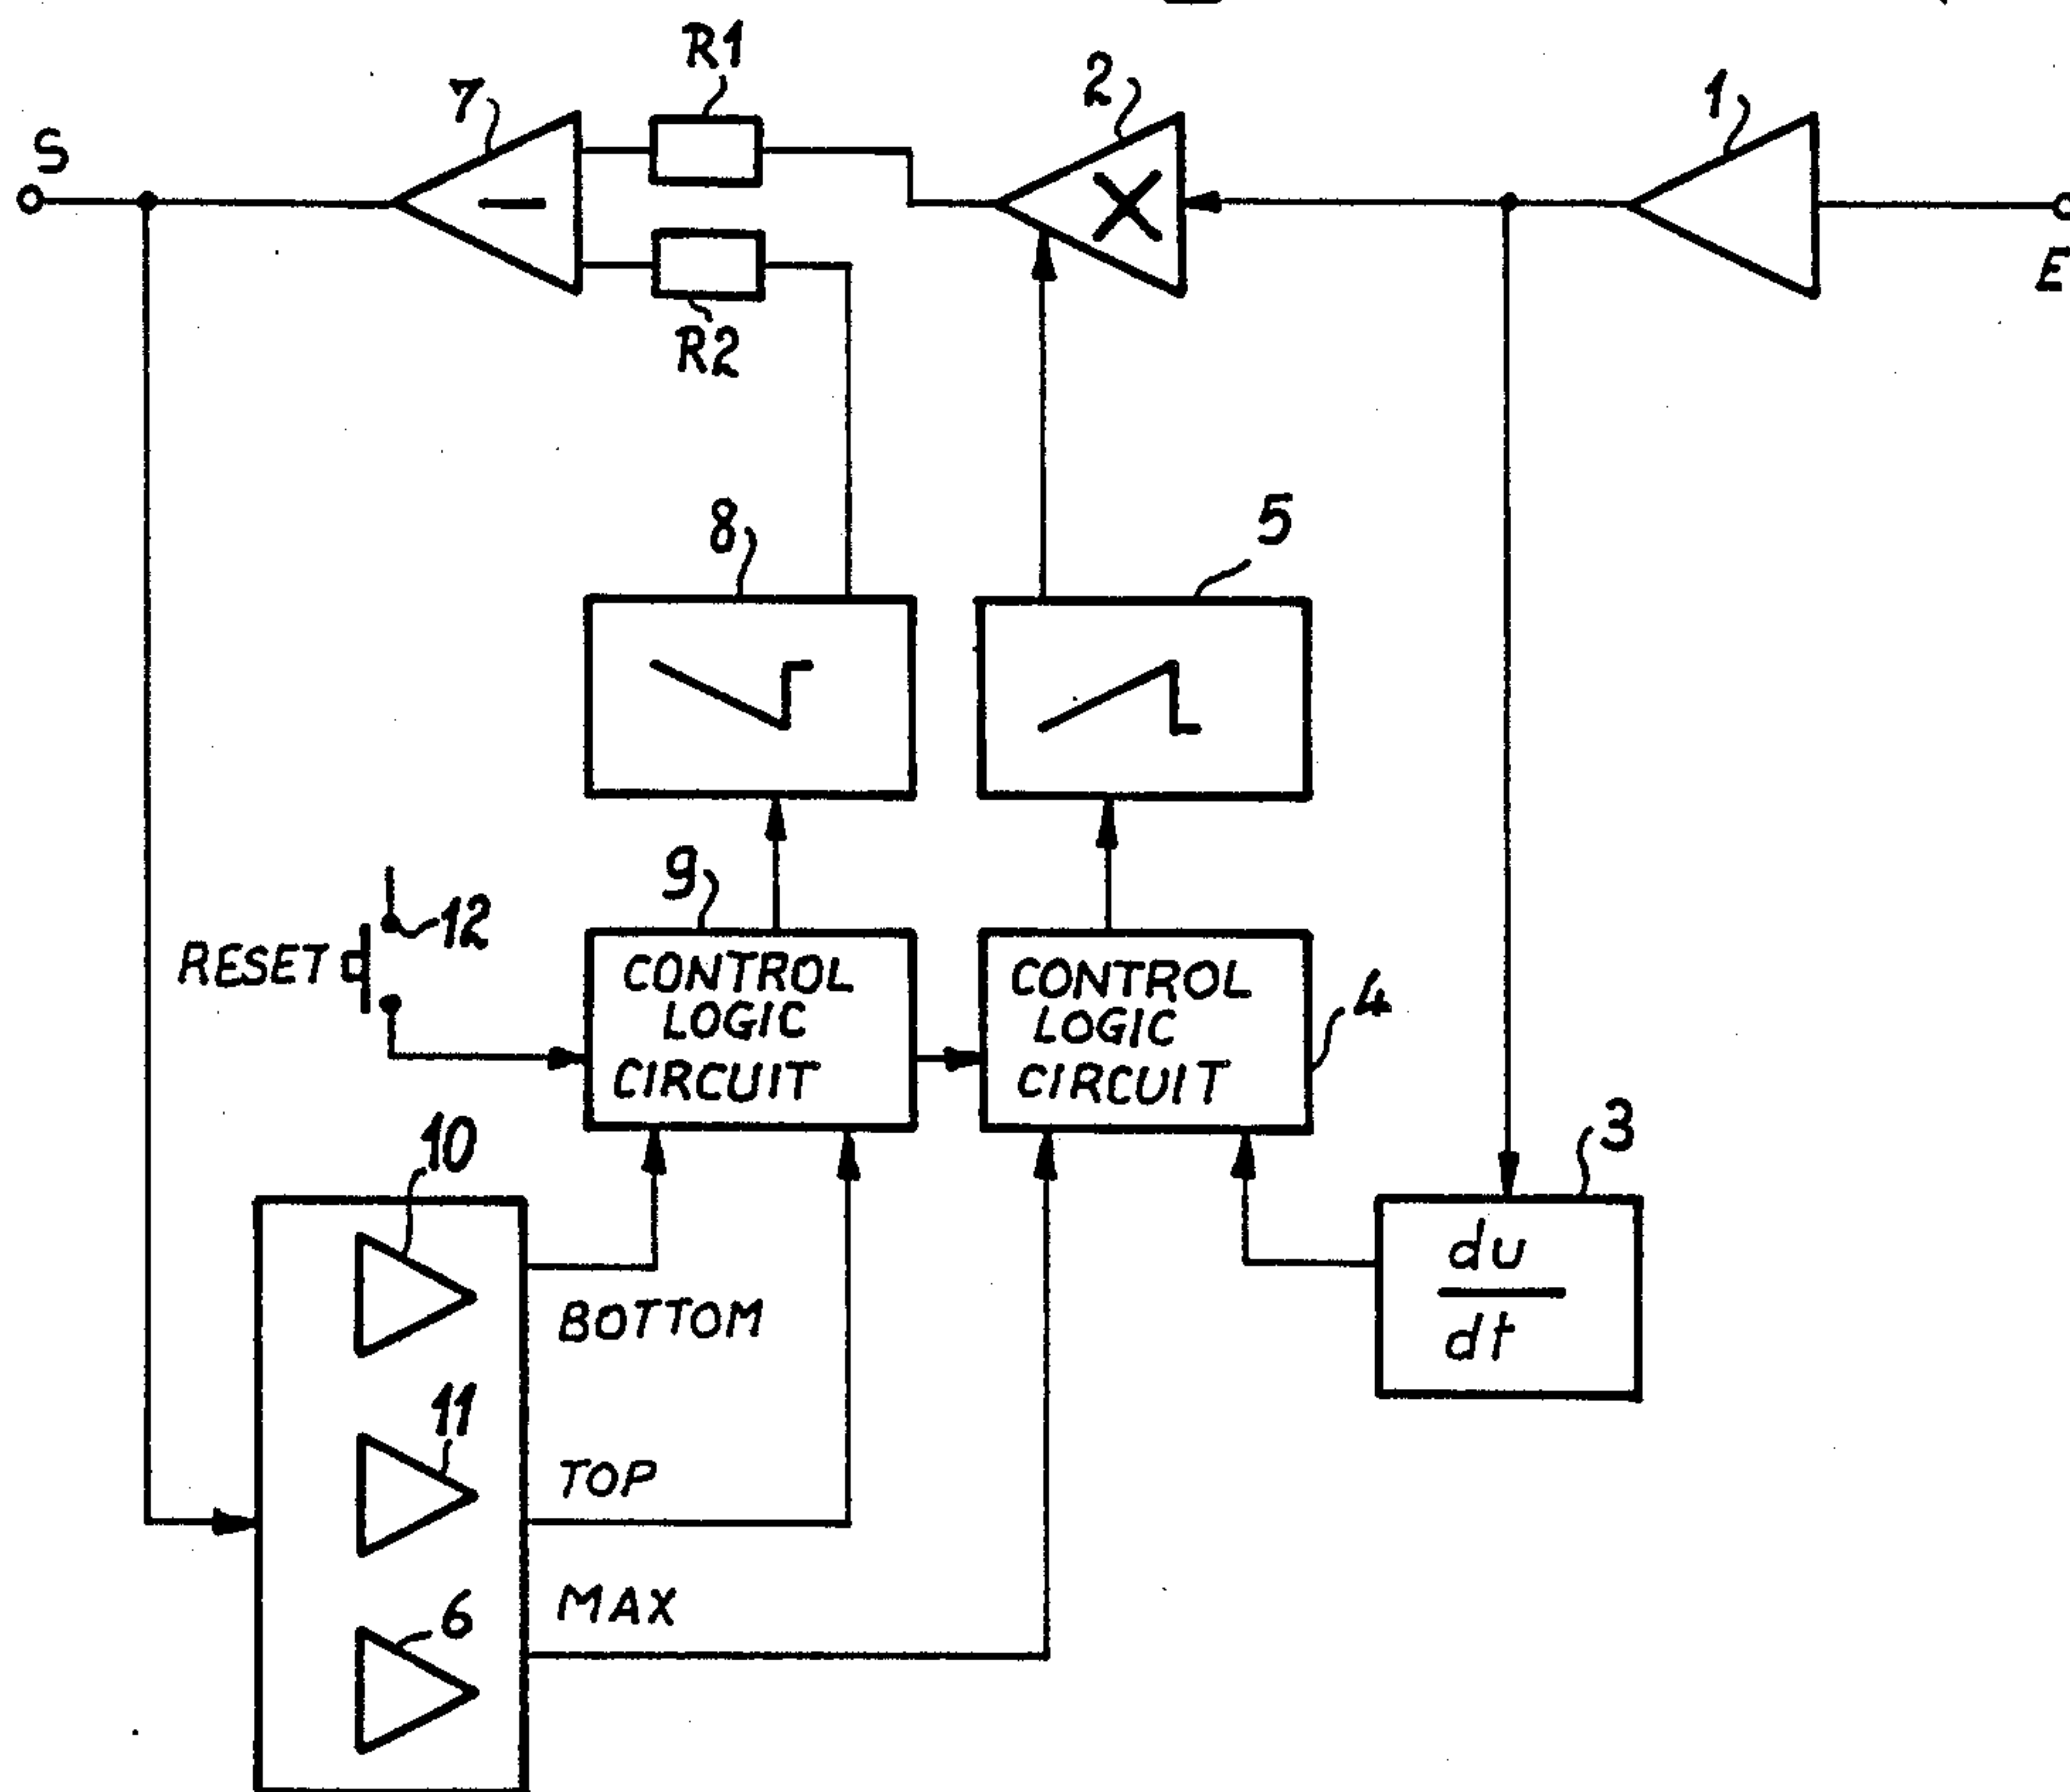 R1
7
2
1
S
E
R2
8
5
9
12
RESET
CONTROL
LOGIC
CIRCUIT
CONTROL
LOGIC
CIRCUIT
4
10
3
BOTTOM
du
dt
11
TOP
MAX
6